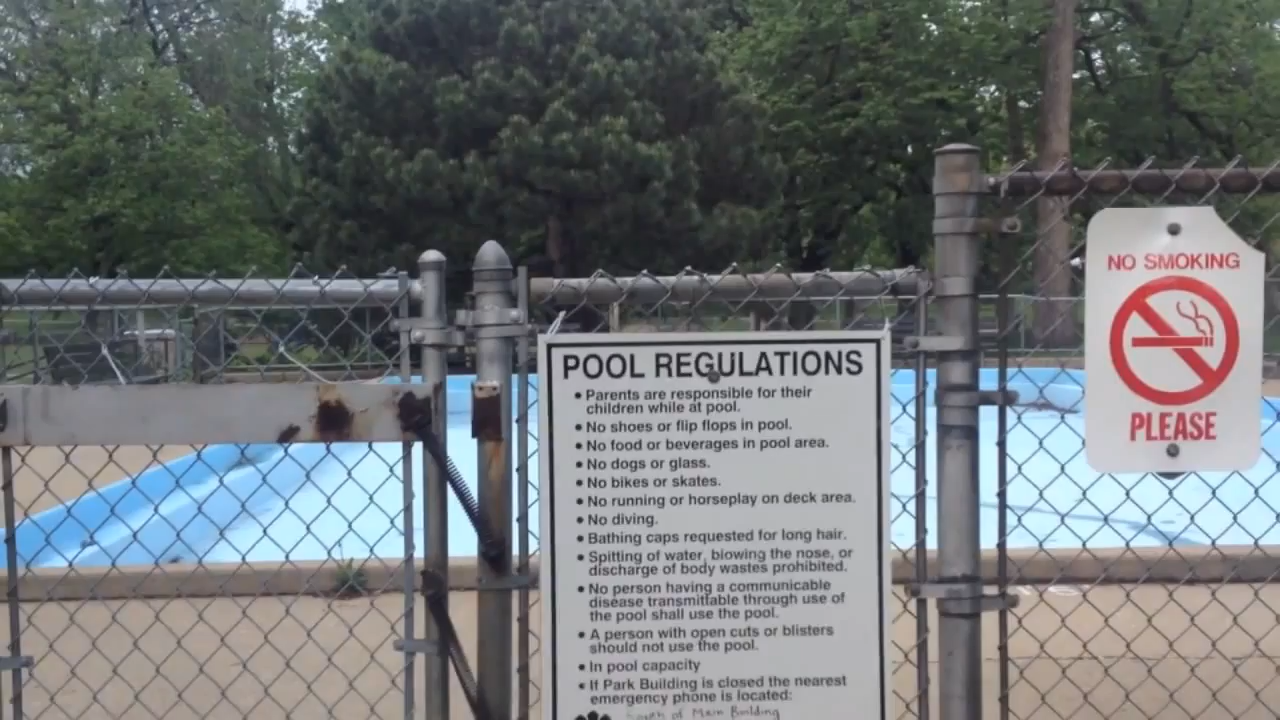 POOL REGULATIONS
• Parents are responsible for their
children while at pool.
• No shoes or flip flops in pool.
• No food or beverages in pool area.
• No dogs or glass.
• No bikes or skates.
• No running or horseplay on deck area.
• No diving.
• Bathing caps requested for long hair.
• Spitting of water, blowing the nose, or
discharge of body wastes prohibited.
• No person having a communicable
disease transmittable through use of
the pool shall use the pool.
• A person with open cuts or blisters
should not use the pool.
• In pool capacity
• If Park Building is closed the nearest
emergency phone is located:
South of Main Building
NO SMOKING
PLEASE